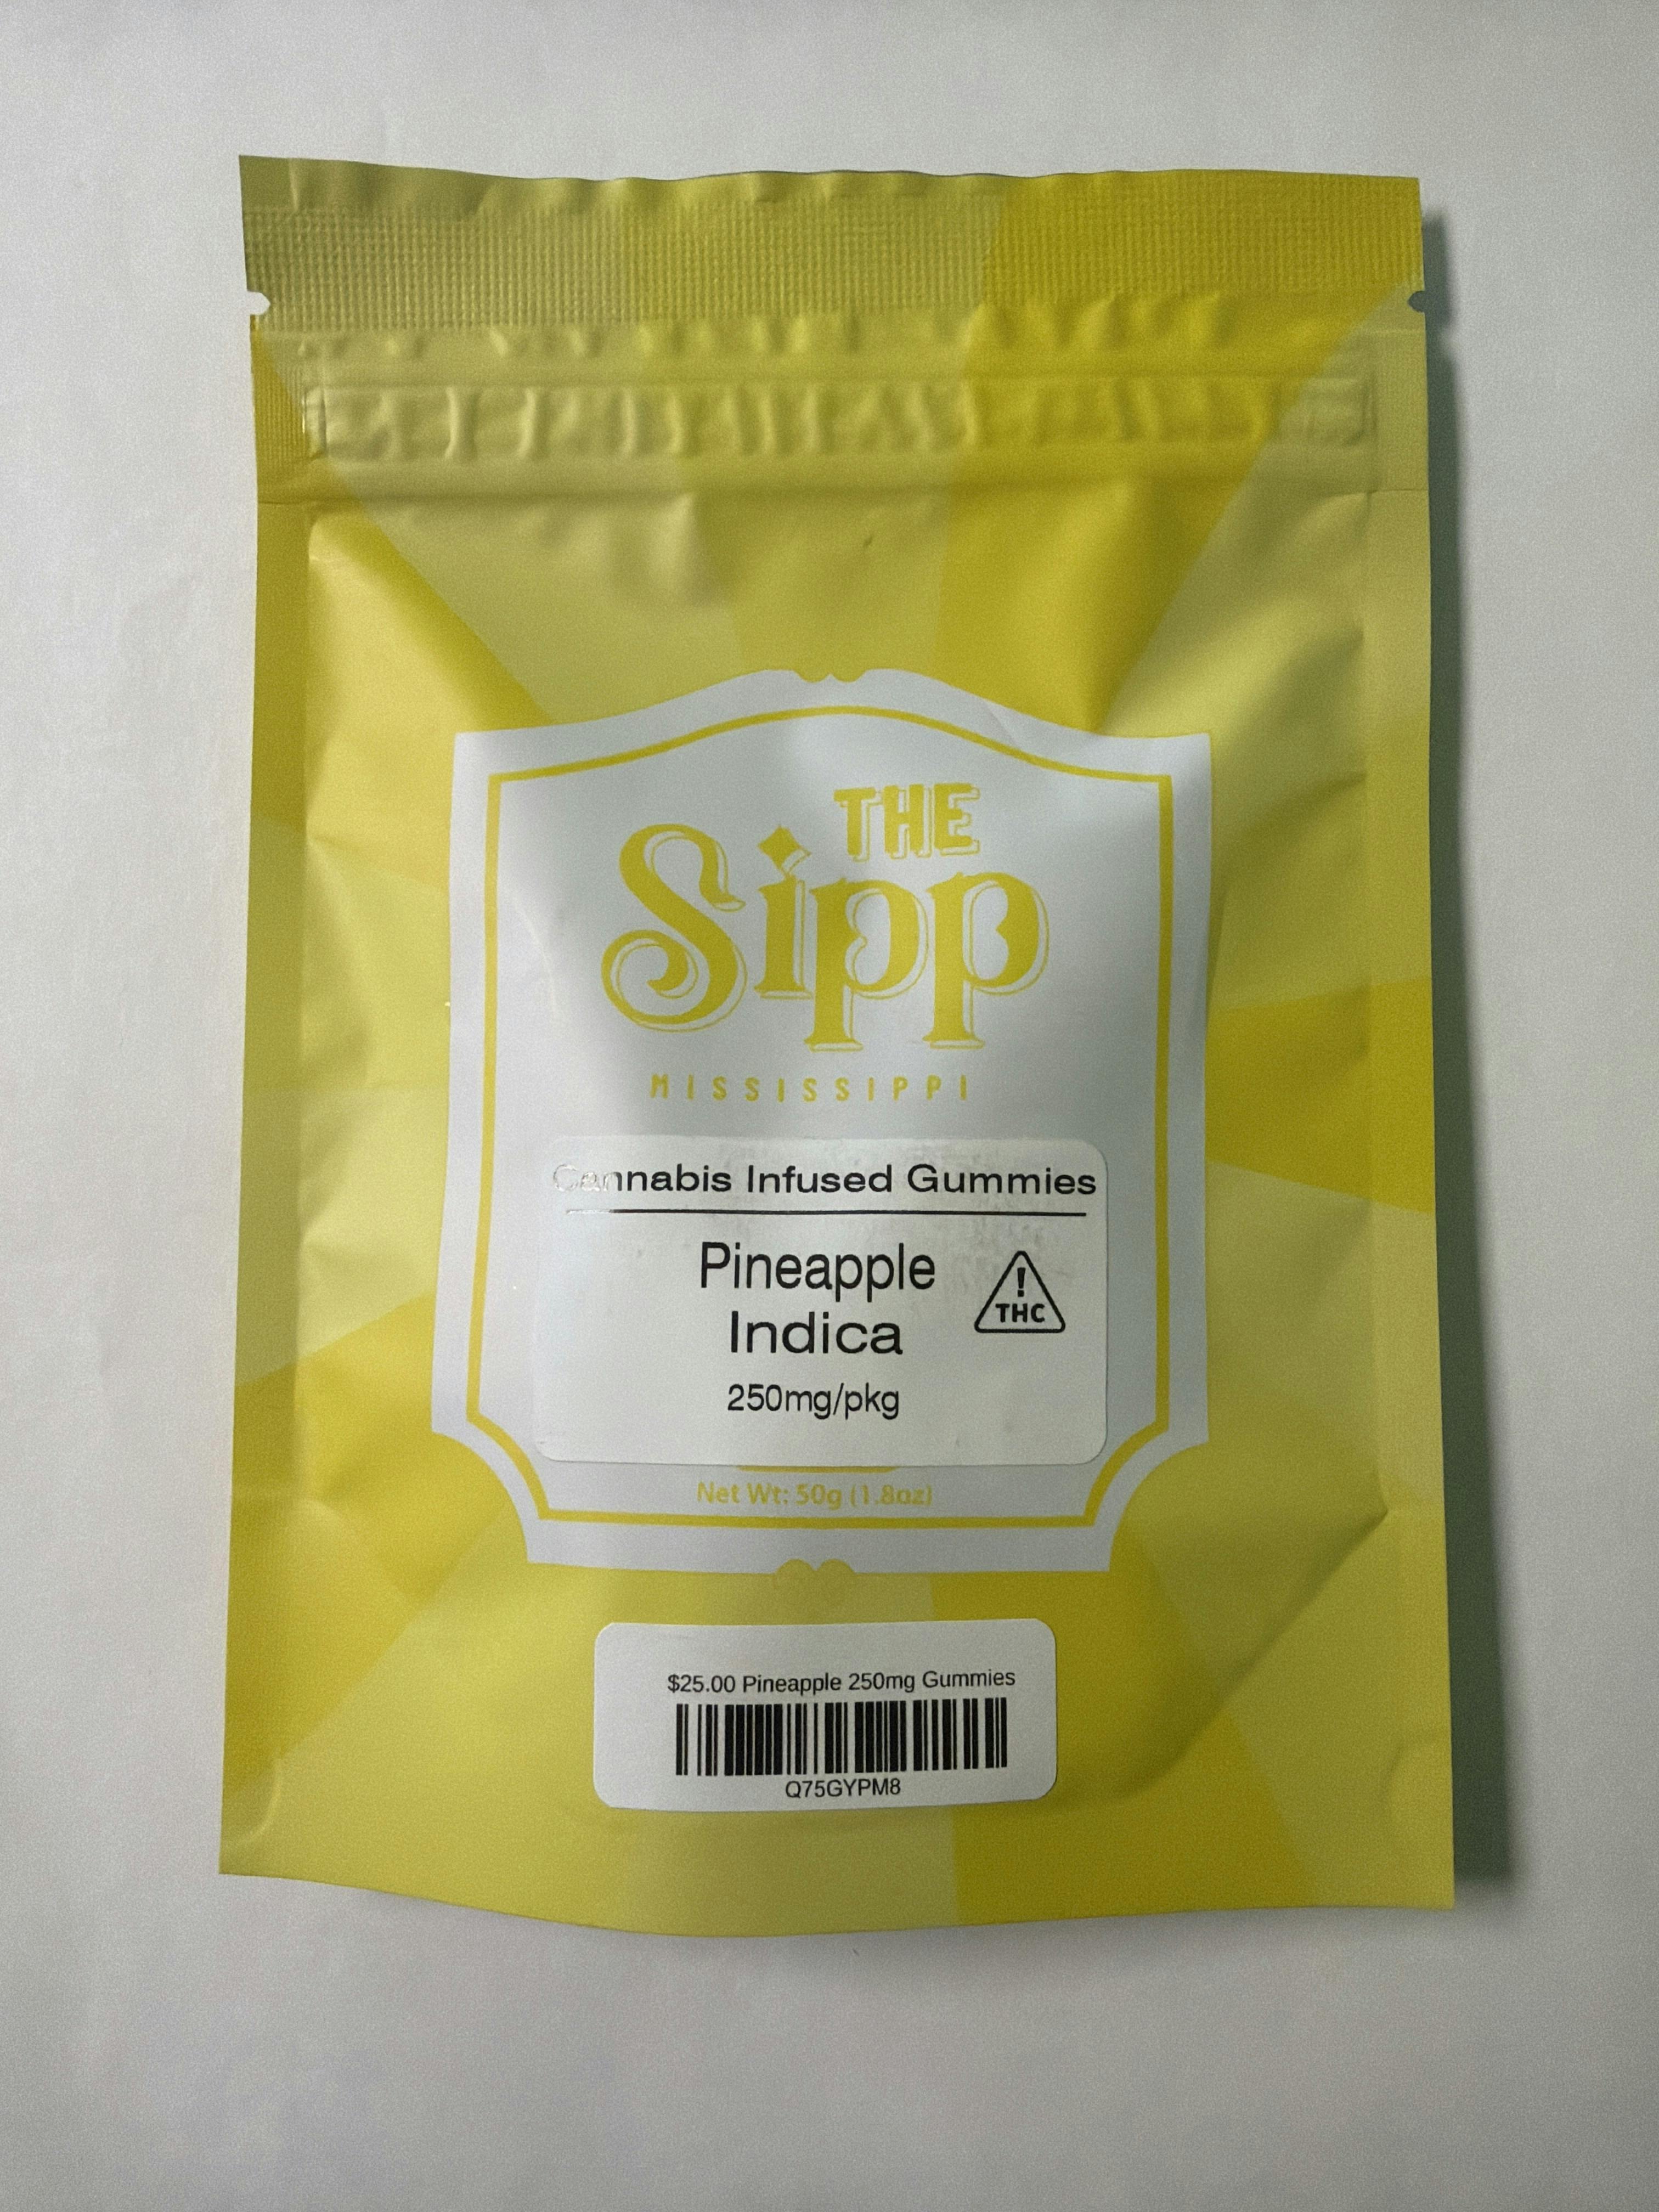 THE
Sipp
MISSISSIPPI
Cannabis Infused Gummies
Pineapple
Indica
!
THC
250mg/pkg
Net Wt: 50g (1.8oz)
$25.00 Pineapple 250mg Gummies
Q75GYPM8